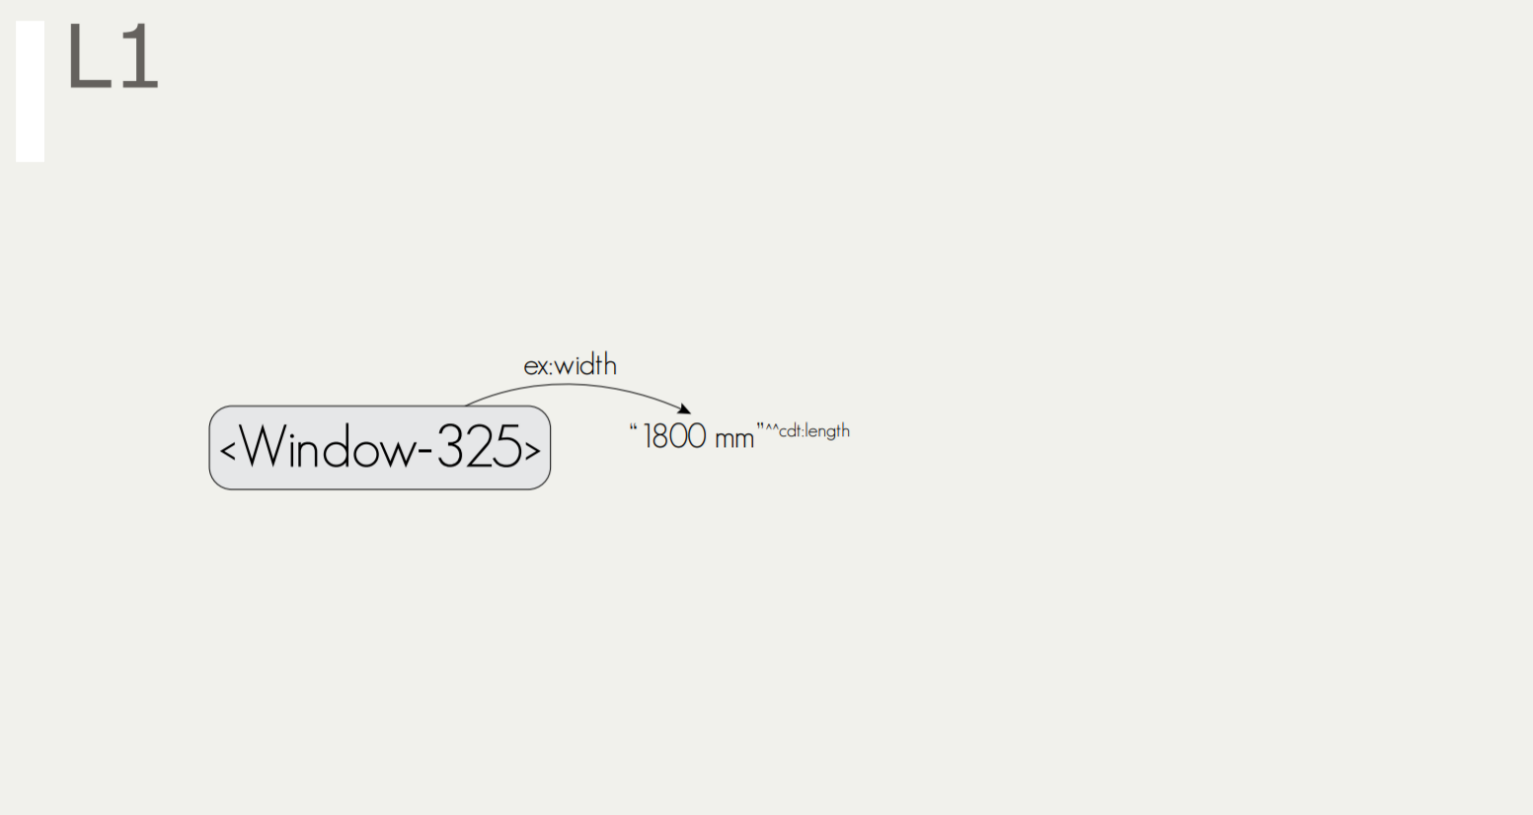 L1
ex:width
<Window-325>
“1800 mm”^^cdt:length